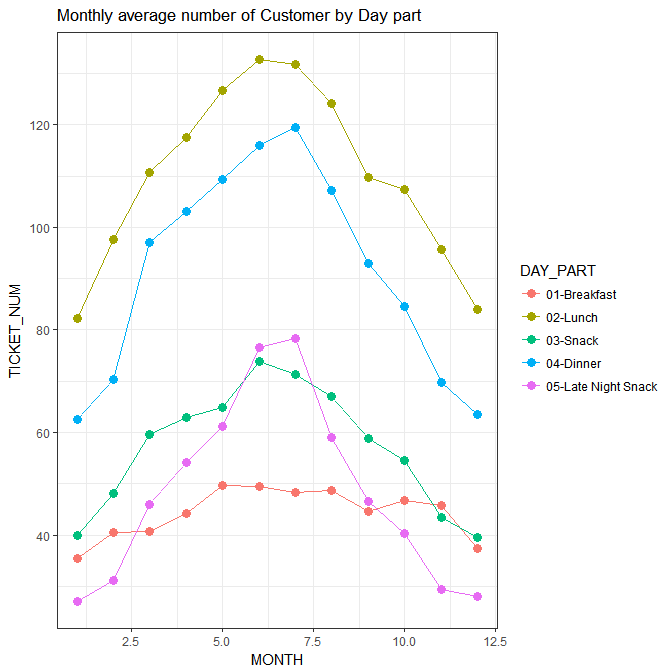 Monthly average number of Customer by Day part
TICKET_NUM
120
100
80
60
40
2.5
5.0
7.5
10.0
12.5
MONTH
DAY_PART
01-Breakfast
02-Lunch
03-Snack
04-Dinner
05-Late Night Snack